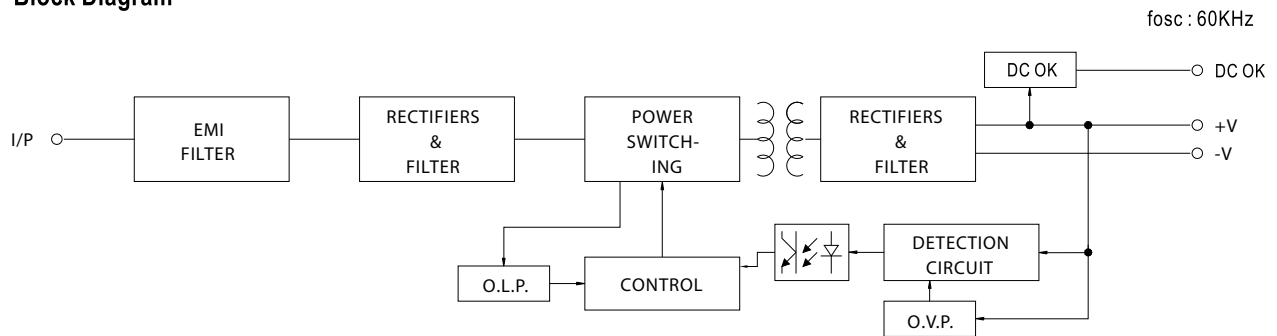 Block Diagram
fosc : 60KHz
DC OK
DC OK
I/P
EMI
FILTER
RECTIFIERS
&
FILTER
POWER
SWITCH-
ING
RECTIFIERS
&
FILTER
+V
-V
O.L.P.
CONTROL
DETECTION
CIRCUIT
O.V.P.